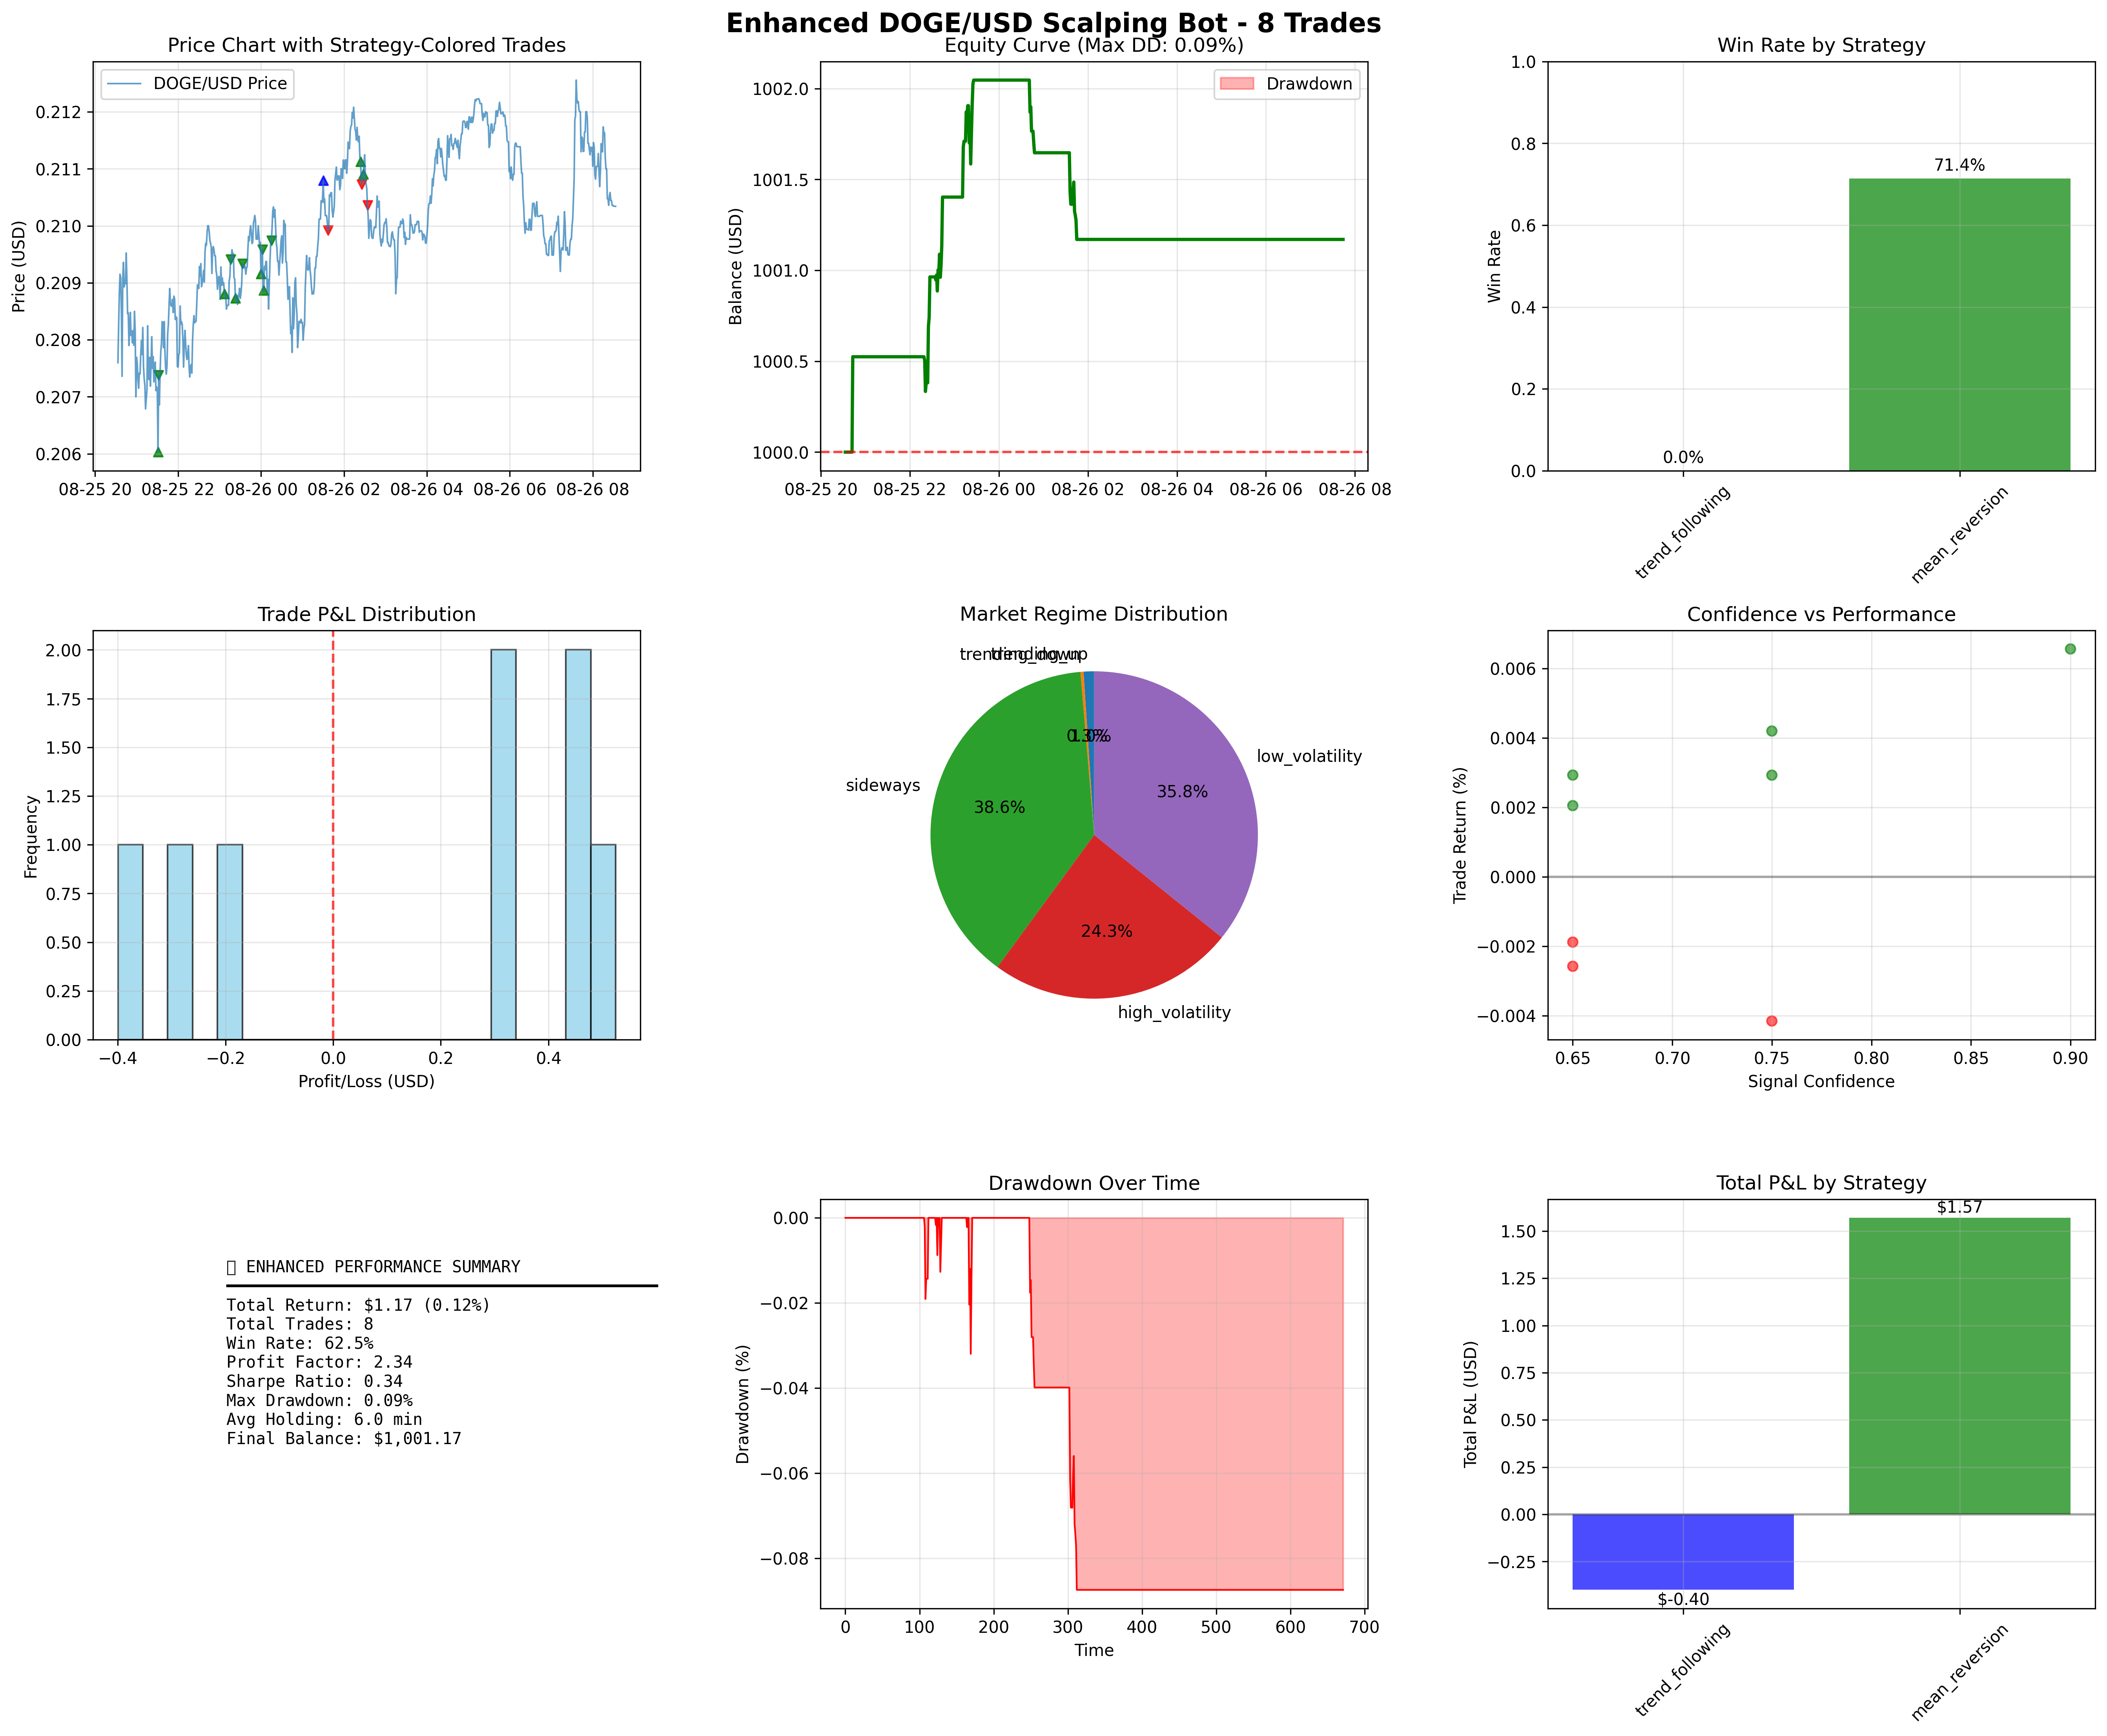 Enhanced DOGE/USD Scalping Bot - 8 Trades
Price Chart with Strategy-Colored Trades
DOGE/USD Price
Price (USD)
0.212
0.211
0.210
0.209
0.208
0.207
0.206
08-25 20 08-25 22 08-26 00 08-26 02 08-26 04 08-26 06 08-26 08
Equity Curve (Max DD: 0.09%)
Drawdown
Balance (USD)
1002.0
1001.5
1001.0
1000.5
1000.0
08-25 20 08-25 22 08-26 00 08-26 02 08-26 04 08-26 06 08-26 08
Win Rate by Strategy
Win Rate
1.0
0.8
0.6
0.4
0.2
0.0
0.0%
71.4%
trend_following
mean_reversion
Trade P&L Distribution
Frequency
2.00
1.75
1.50
1.25
1.00
0.75
0.50
0.25
0.00
−0.4 −0.2 0.0 0.2 0.4
Profit/Loss (USD)
Market Regime Distribution
trending_down
trending_up
0.3%
1.0%
sideways
38.6%
low_volatility
35.8%
24.3%
high_volatility
Confidence vs Performance
Trade Return (%)
0.006
0.004
0.002
0.000
−0.002
−0.004
0.65 0.70 0.75 0.80 0.85 0.90
Signal Confidence
ENHANCED PERFORMANCE SUMMARY
Total Return: $1.17 (0.12%)
Total Trades: 8
Win Rate: 62.5%
Profit Factor: 2.34
Sharpe Ratio: 0.34
Max Drawdown: 0.09%
Avg Holding: 6.0 min
Final Balance: $1,001.17
Drawdown Over Time
Drawdown (%)
0.00
−0.02
−0.04
−0.06
−0.08
0 100 200 300 400 500 600 700
Time
Total P&L by Strategy
Total P&L (USD)
1.50
1.25
1.00
0.75
0.50
0.25
0.00
−0.25
$1.57
$-0.40
trend_following
mean_reversion